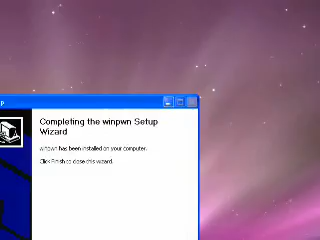 p
Completing the winpwn Setup
Wizard
winpwn has been installed on your computer.
Click Finish to close this wizard.